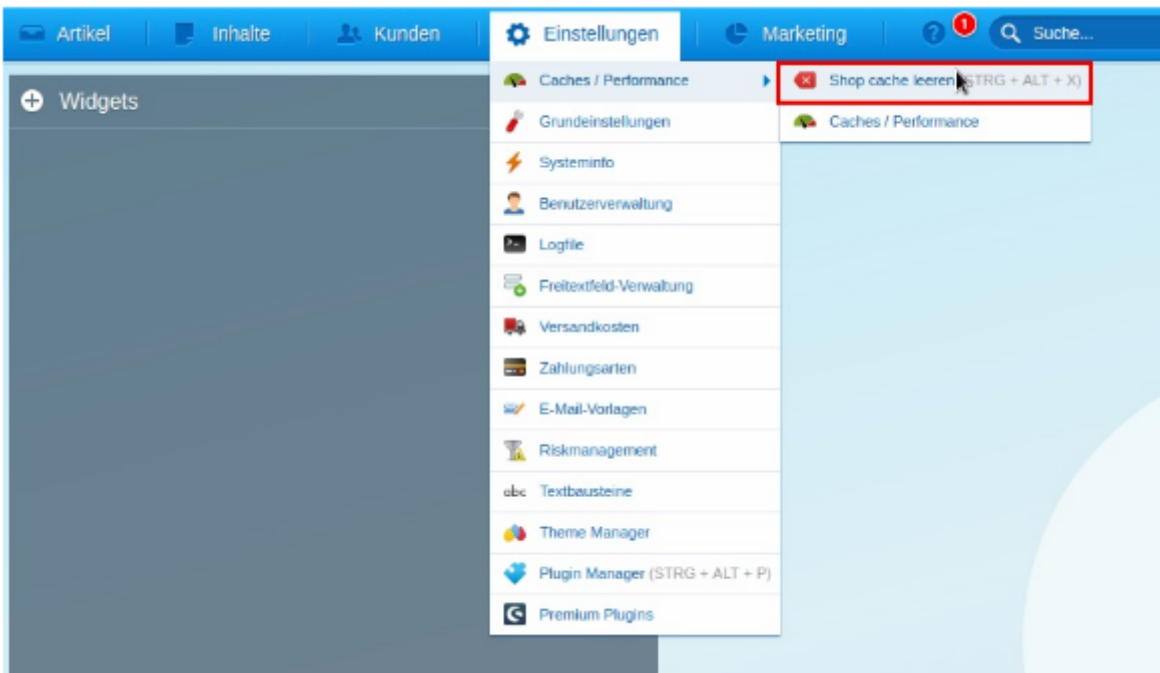 Artikel Inhalte Kunden Einstellungen Marketing 1 Suche...
Widgets
Caches / Performance
Grundeinstellungen
Systeminfo
Benutzerverwaltung
Logfile
Freitextfeld-Verwaltung
Versandkosten
Zahlungsarten
E-Mail-Vorlagen
Riskmanagement
abc Textbausteine
Theme Manager
Plugin Manager (STRG + ALT + P)
Premium Plugins
Shop cache leeren STRG + ALT + X)
Caches / Performance